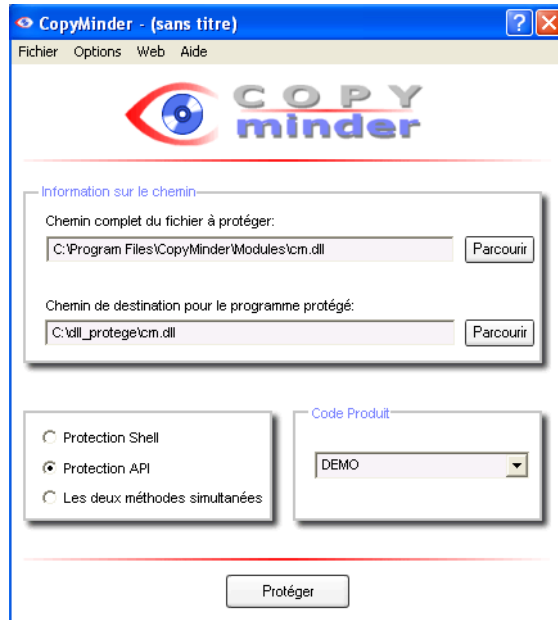 CopyMinder - (sans titre)
Fichier Options Web Aide
COPY
minder
Information sur le chemin
Chemin complet du fichier à protéger:
C:\Program Files\CopyMinder\Modules\cm.dll
Parcourir
Chemin de destination pour le programme protégé:
C:\dll_protege\cm.dll
Parcourir
Protection Shell
Protection API
Les deux méthodes simultanées
Code Produit
DEMO
Protéger